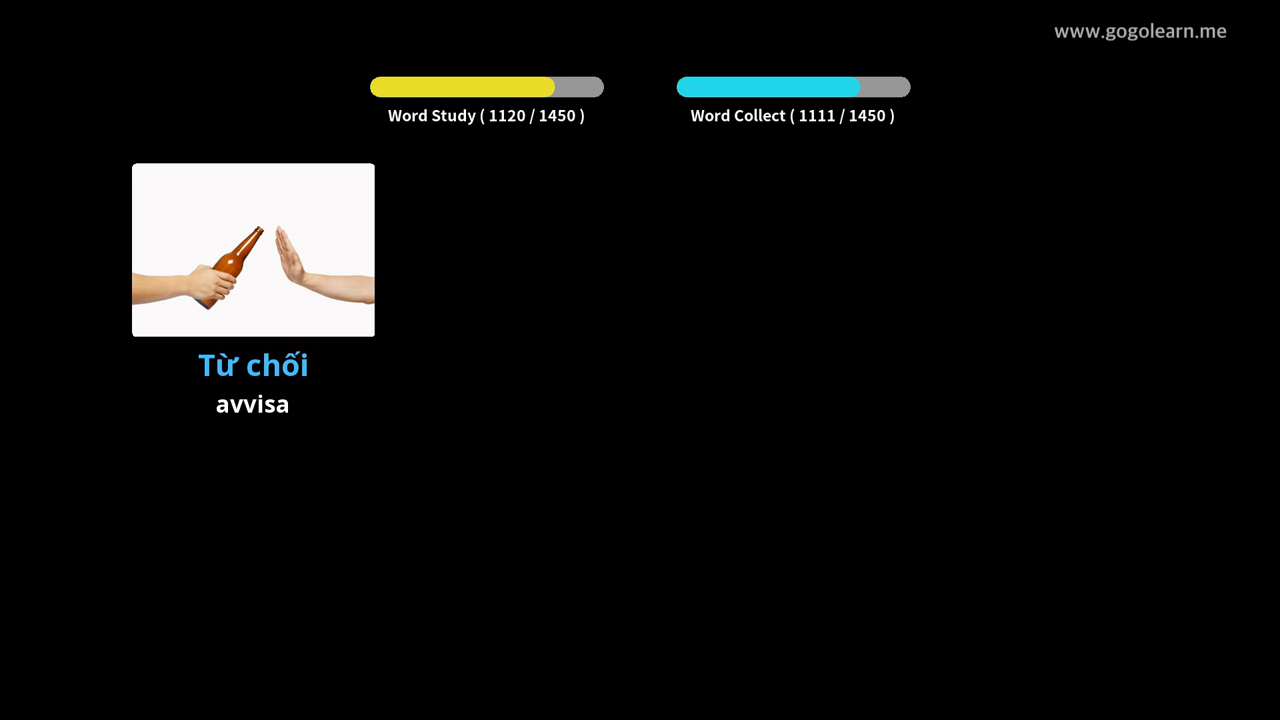 www.gogolearn.me
Word Study ( 1120 / 1450 )
Word Collect ( 1111 / 1450 )
Từ chối
avvisa